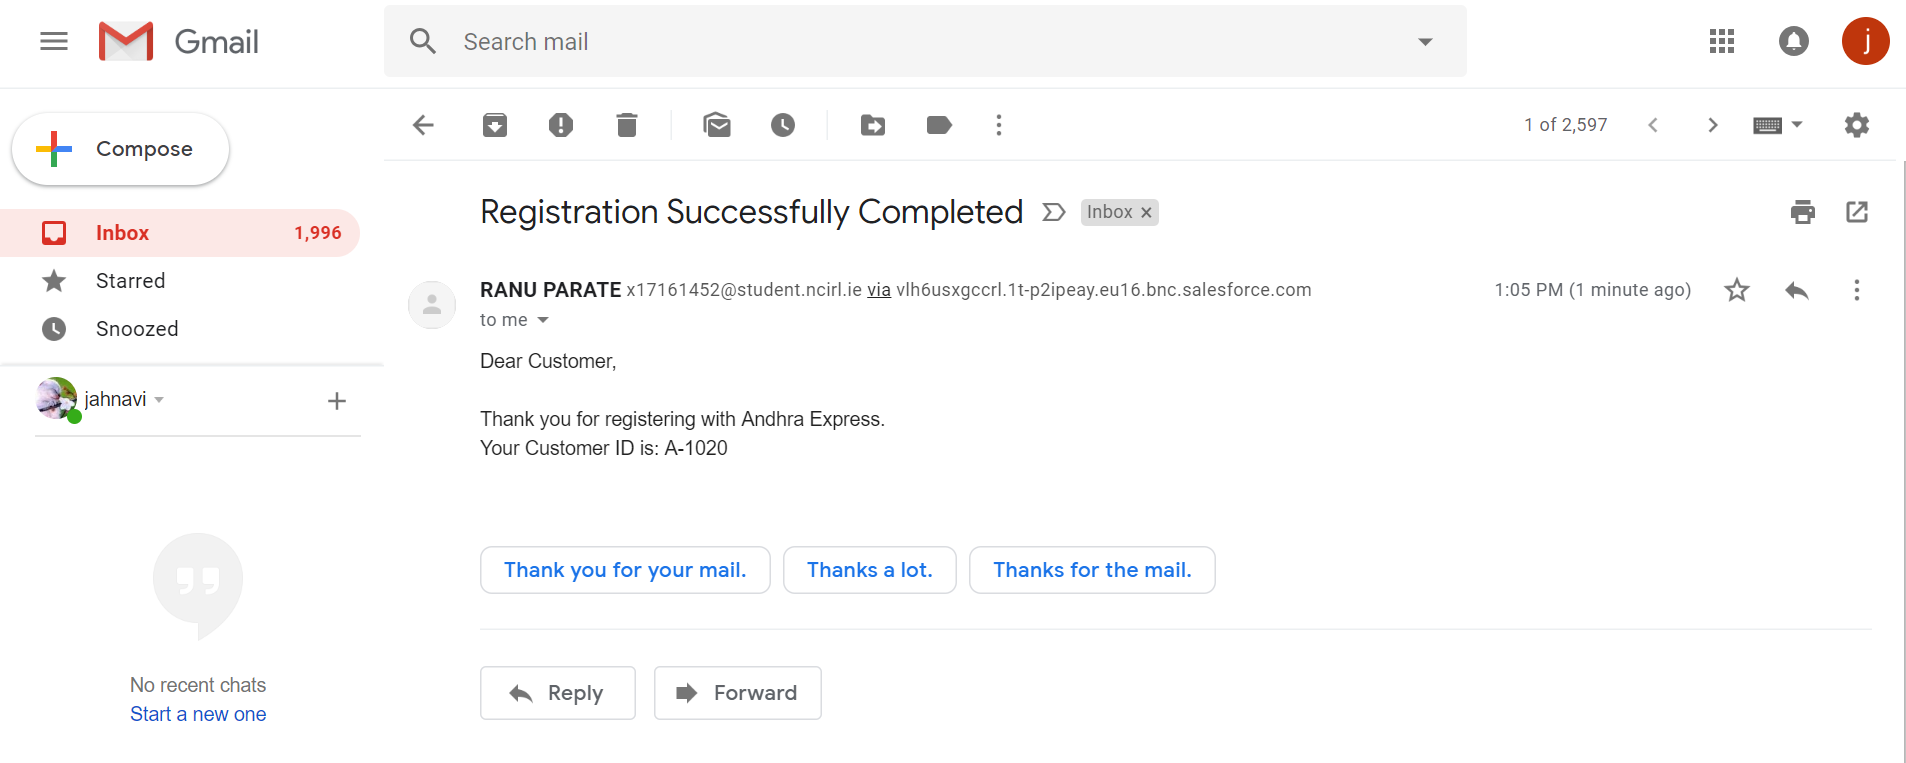 Gmail
Search mail
j
Compose
1 of 2,597
Registration Successfully Completed
Inbox ×
Inbox 1,996
Starred
Snoozed
RANU PARATE x17161452@student.ncirl.ie via vlh6usxgccrl.1t-p2ipeay.eu16.bnc.salesforce.com
1:05 PM (1 minute ago)
to me
jahnavi
Dear Customer,
Thank you for registering with Andhra Express.
Your Customer ID is: A-1020
Thank you for your mail.
Thanks a lot.
Thanks for the mail.
Reply
Forward
No recent chats
Start a new one